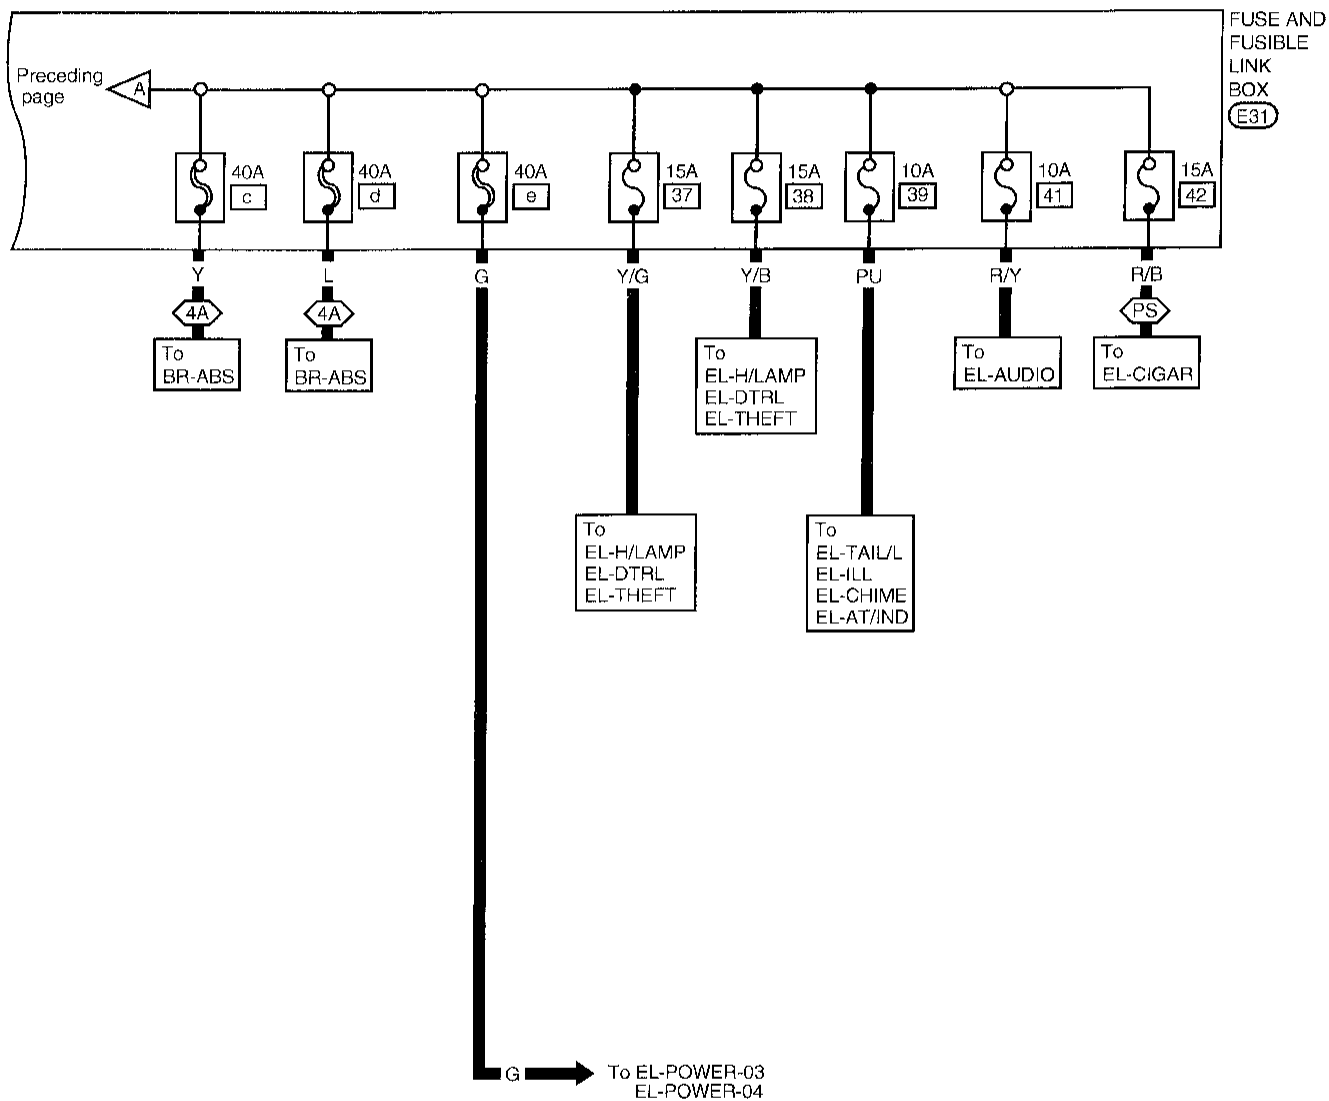 FUSE AND
FUSIBLE
LINK
BOX
E31
Preceding
page
A
40A
c
40A
d
40A
e
15A
37
15A
38
10A
39
10A
41
15A
42
Y
L
G
Y/G
Y/B
PU
R/Y
R/B
4A
4A
PS
To
BR-ABS
To
BR-ABS
To
EL-H/LAMP
EL-DTRL
EL-THEFT
To
EL-AUDIO
To
EL-CIGAR
To
EL-H/LAMP
EL-DTRL
EL-THEFT
To
EL-TAIL/L
EL-ILL
EL-CHIME
EL-AT/IND
G
To EL-POWER-03
EL-POWER-04